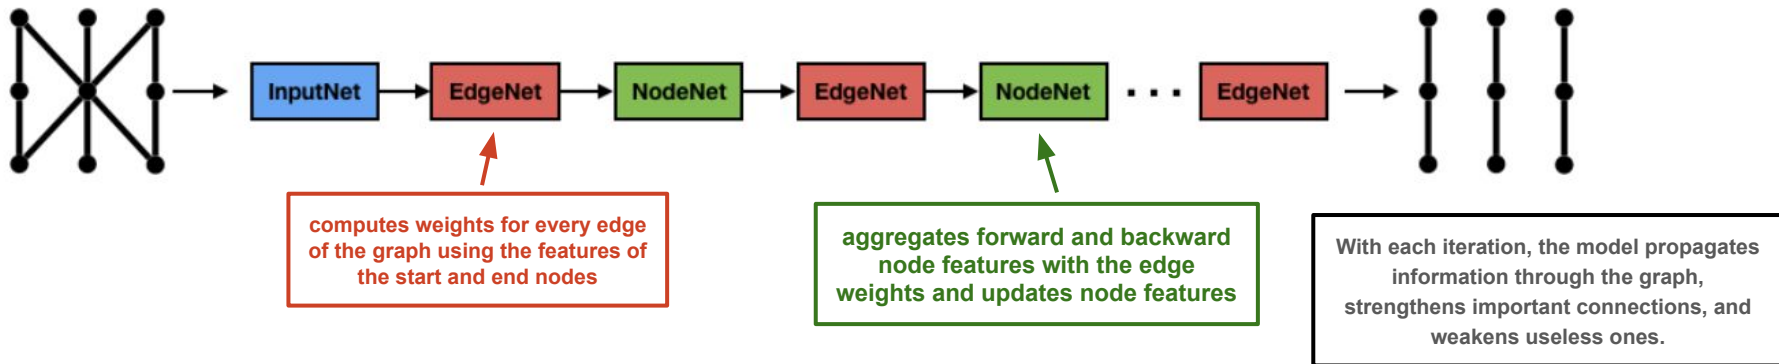 InputNet
EdgeNet
NodeNet
EdgeNet
NodeNet
. . .
EdgeNet
computes weights for every edge
of the graph using the features of
the start and end nodes
aggregates forward and backward
node features with the edge
weights and updates node features
With each iteration, the model propagates
information through the graph,
strengthens important connections, and
weakens useless ones.